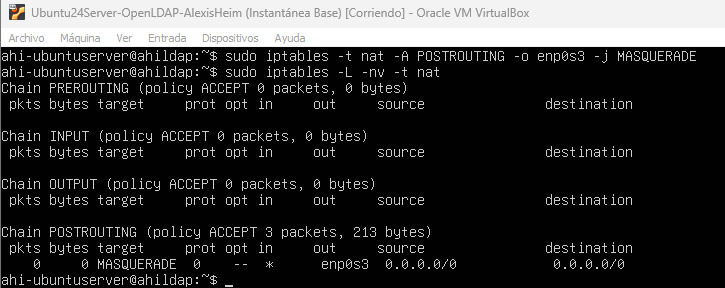 Ubuntu24Server-OpenLDAP-AlexisHeim (Instantánea Base) [Corriendo] - Oracle VM VirtualBox
Archivo Máquina Ver Entrada Dispositivos Ayuda
ahi-ubuntuserver@ahildap:~$ sudo iptables -t nat -A POSTROUTING -o enp0s3 -j MASQUERADE
ahi-ubuntuserver@ahildap:~$ sudo iptables -L -nv -t nat
Chain PREROUTING (policy ACCEPT 0 packets, 0 bytes)
 pkts bytes target     prot opt in     out     source               destination

Chain INPUT (policy ACCEPT 0 packets, 0 bytes)
 pkts bytes target     prot opt in     out     source               destination

Chain OUTPUT (policy ACCEPT 0 packets, 0 bytes)
 pkts bytes target     prot opt in     out     source               destination

Chain POSTROUTING (policy ACCEPT 3 packets, 213 bytes)
 pkts bytes target     prot opt in     out     source               destination
    0     0 MASQUERADE  0    --  *      enp0s3  0.0.0.0/0            0.0.0.0/0
ahi-ubuntuserver@ahildap:~$ _